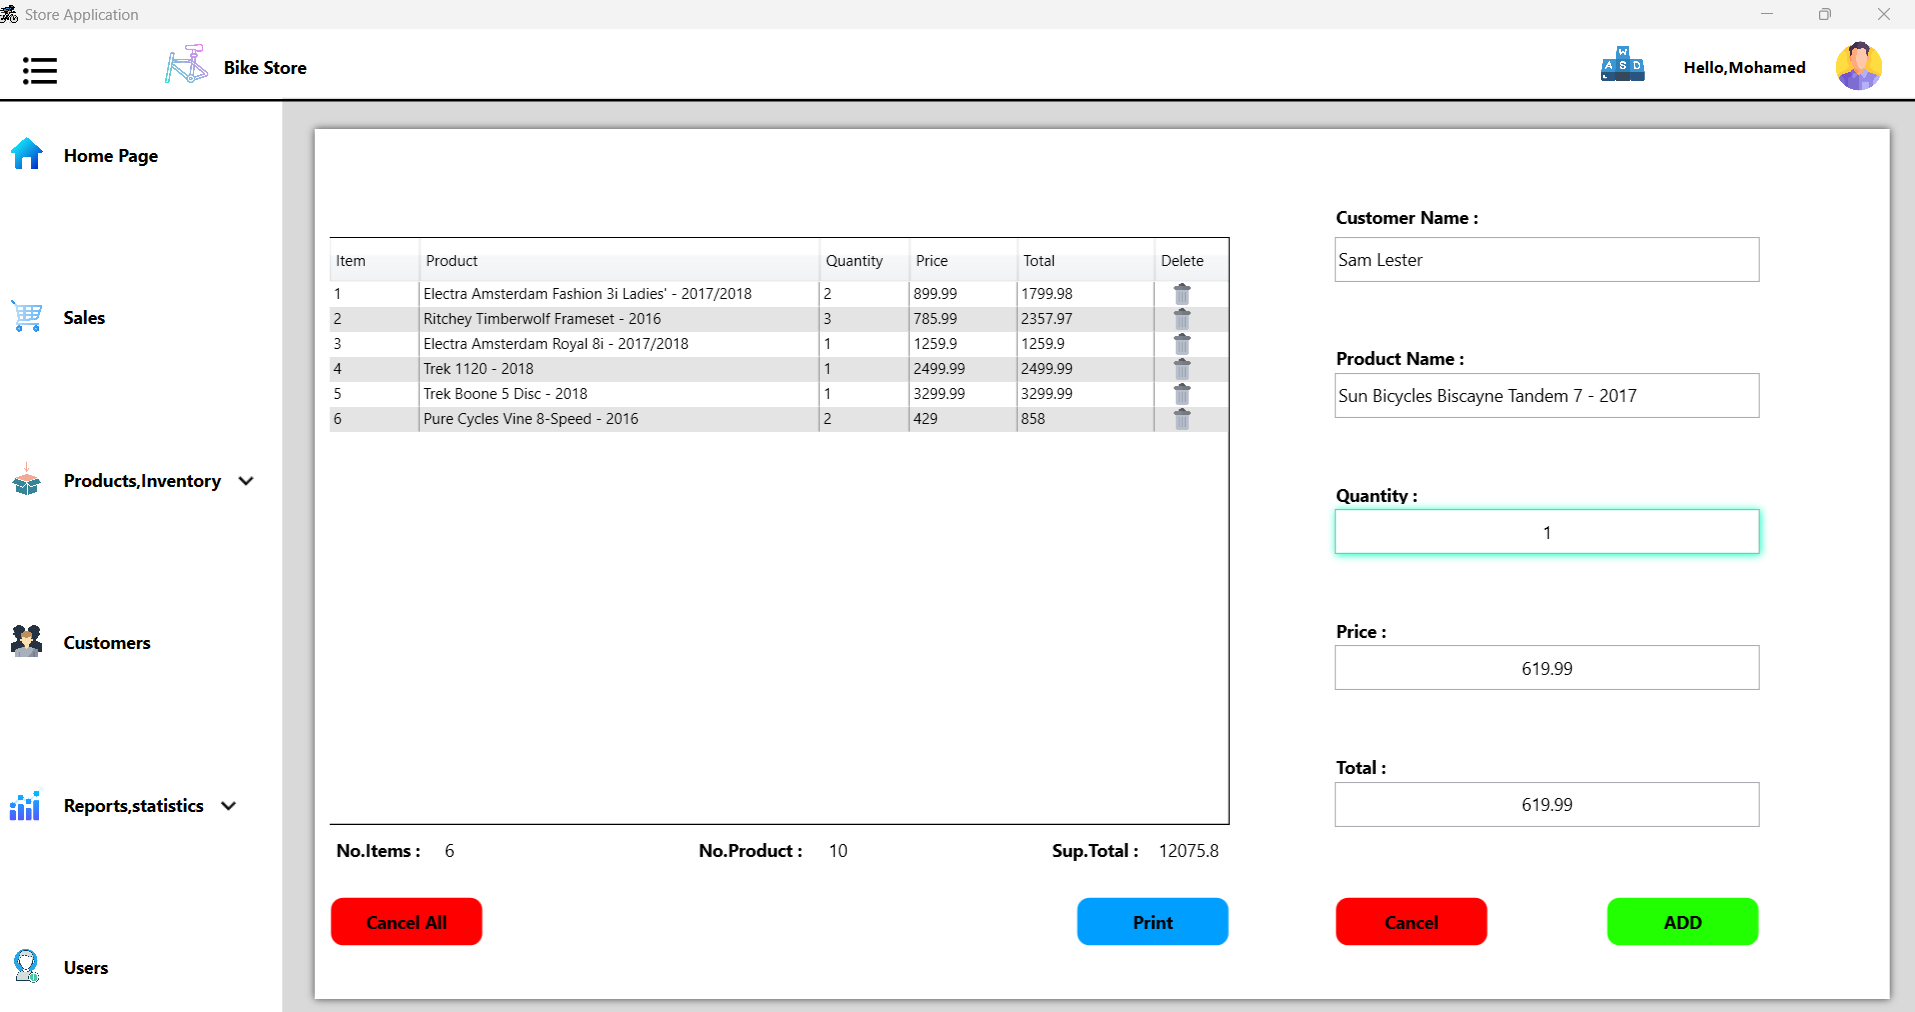 Store Application
Bike Store
W
A S D
Hello,Mohamed
Home Page
Sales
Products,Inventory
Customers
Reports,statistics
Users
Item Product Quantity Price Total Delete
1 Electra Amsterdam Fashion 3i Ladies' - 2017/2018 2 899.99 1799.98
2 Ritchey Timberwolf Frameset - 2016 3 785.99 2357.97
3 Electra Amsterdam Royal 8i - 2017/2018 1 1259.9 1259.9
4 Trek 1120 - 2018 1 2499.99 2499.99
5 Trek Boone 5 Disc - 2018 1 3299.99 3299.99
6 Pure Cycles Vine 8-Speed - 2016 2 429 858
No.Items : 6 No.Product : 10 Sup.Total : 12075.8
Cancel All Print
Customer Name :
Sam Lester
Product Name :
Sun Bicycles Biscayne Tandem 7 - 2017
Quantity :
1
Price :
619.99
Total :
619.99
Cancel ADD